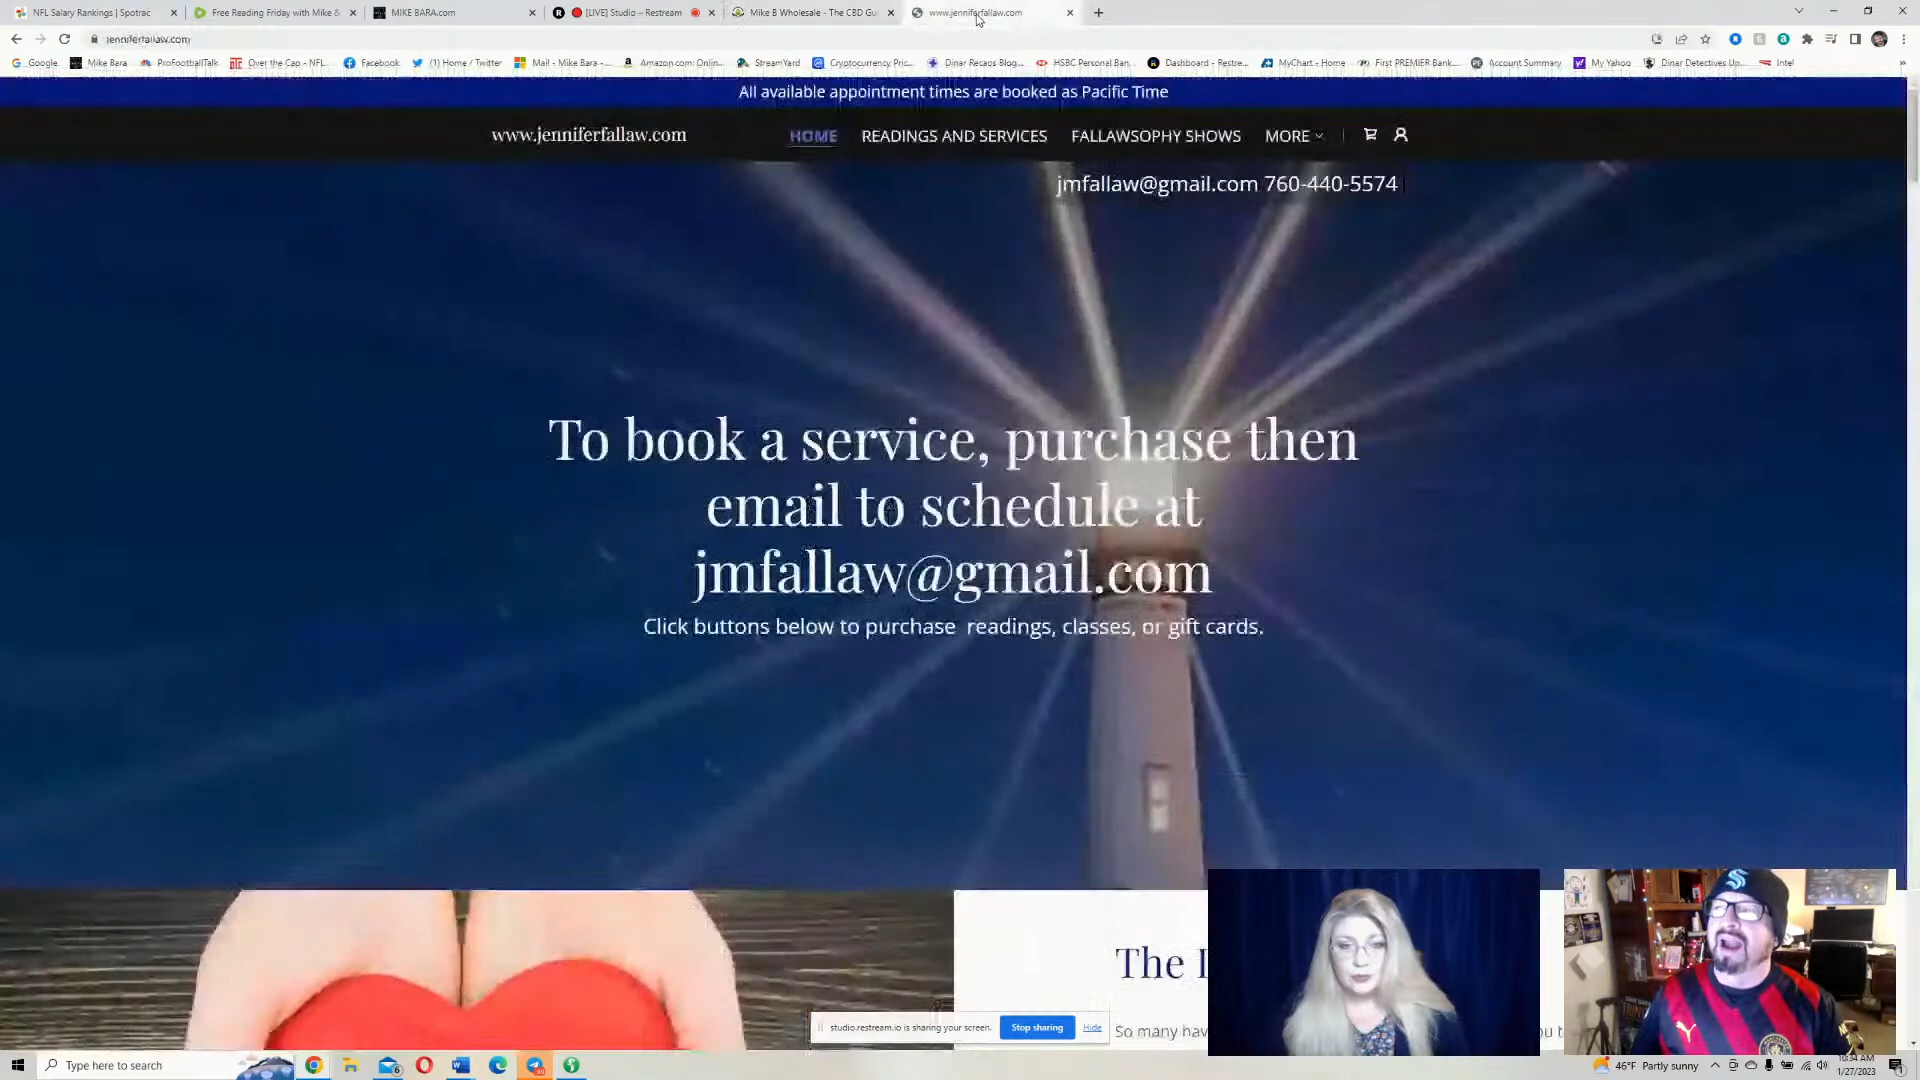 NFL Salary Rankings | Spotrac
Free Reading Friday with Mike &
MIKE BARA.com
[LIVE] Studio – Restream
Mike B Wholesale - The CBD Gu
www.jenniferfallaw.com
jenniferfallaw.com
Google
Mike Bara
ProFootballTalk
Over the Cap - NFL...
Facebook
(1) Home / Twitter
Mail - Mike Bara -...
Amazon.com: Onlin...
StreamYard
Cryptocurrency Pric...
Dinar Recaps Blog...
HSBC Personal Ban...
Dashboard - Restre...
MyChart - Home
First PREMIER Bank...
Account Summary
My Yahoo
Dinar Detectives Up...
Intel
All available appointment times are booked as Pacific Time
www.jenniferfallaw.com
HOME
READINGS AND SERVICES
FALLAWSOPHY SHOWS
MORE
jmfallaw@gmail.com 760-440-5574
To book a service, purchase then
email to schedule at
jmfallaw@gmail.com
Click buttons below to purchase readings, classes, or gift cards.
The
So many hav
studio.restream.io is sharing your screen.
Stop sharing
Hide
Type here to search
46°F Partly sunny
10:34 AM
1/27/2023